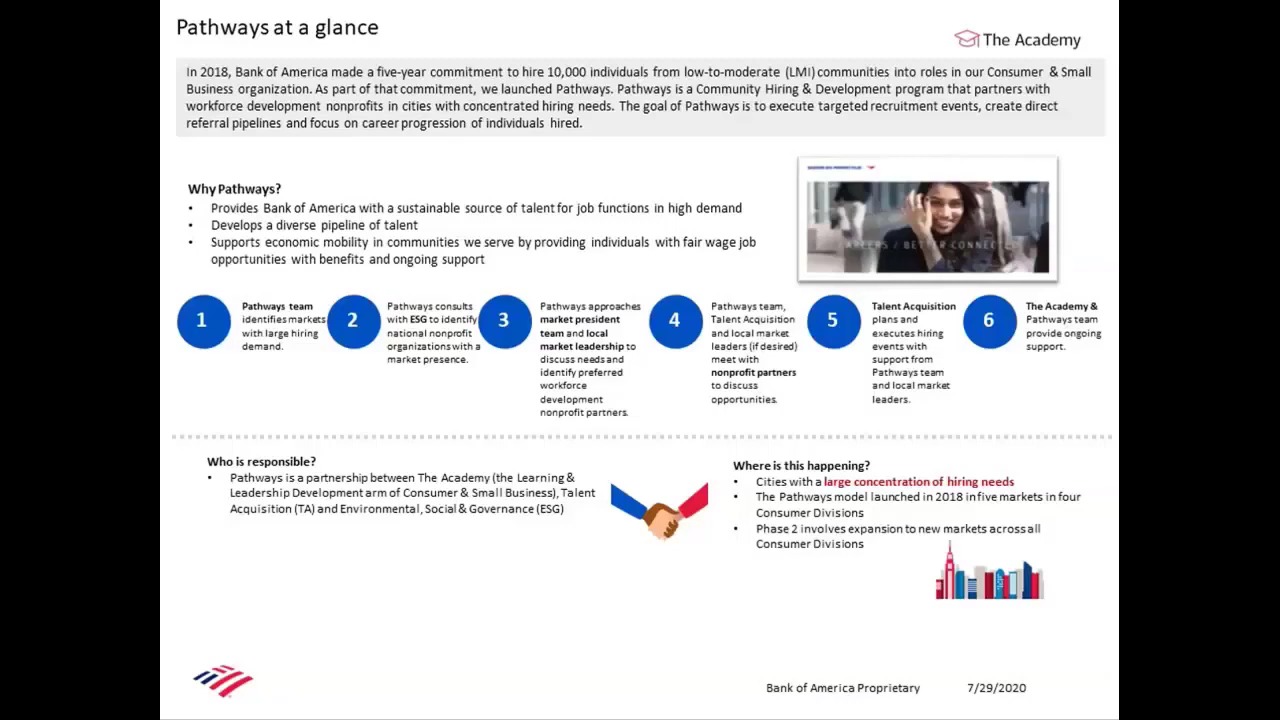 Pathways at a glance
The Academy
In 2018, Bank of America made a five-year commitment to hire 10,000 individuals from low-to-moderate (LMI) communities into roles in our Consumer & Small
Business organization. As part of that commitment, we launched Pathways. Pathways is a Community Hiring & Development program that partners with
workforce development nonprofits in cities with concentrated hiring needs. The goal of Pathways is to execute targeted recruitment events, create direct
referral pipelines and focus on career progression of individuals hired.
Why Pathways?
• Provides Bank of America with a sustainable source of talent for job functions in high demand
• Develops a diverse pipeline of talent
• Supports economic mobility in communities we serve by providing individuals with fair wage job
opportunities with benefits and ongoing support
CAREERS / BETTER CONNECTED
1
Pathways team
identifies markets
with large hiring
demand.
2
Pathways consults
with ESG to identify
national nonprofit
organizations with a
market presence.
3
Pathways approaches
market president
team and local
market leadership to
discuss needs and
identify preferred
workforce
development
nonprofit partners.
4
Pathways team,
Talent Acquisition
and local market
leaders (if desired)
meet with
nonprofit partners
to discuss
opportunities.
5
Talent Acquisition
plans and
executes hiring
events with
support from
Pathways team
and local market
leaders.
6
The Academy &
Pathways team
provide ongoing
support.
Who is responsible?
• Pathways is a partnership between The Academy (the Learning &
Leadership Development arm of Consumer & Small Business), Talent
Acquisition (TA) and Environmental, Social & Governance (ESG)
Where is this happening?
• Cities with a large concentration of hiring needs
• The Pathways model launched in 2018 in five markets in four
Consumer Divisions
• Phase 2 involves expansion to new markets across all
Consumer Divisions
Bank of America Proprietary
7/29/2020